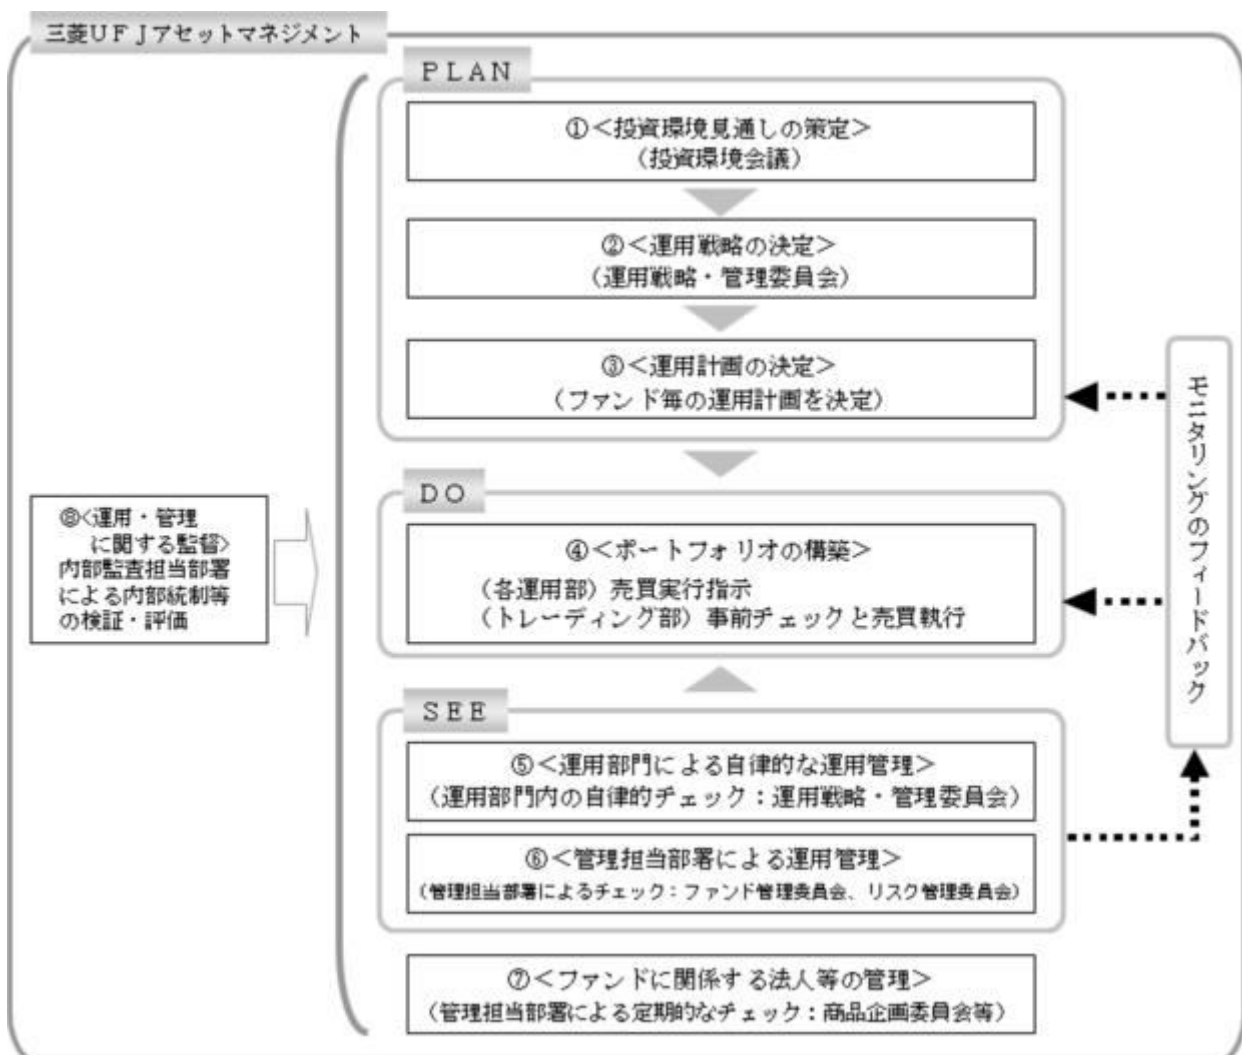 三菱ＵＦＪアセットマネジメント
ＰＬＡＮ
①＜投資環境見通しの策定＞
（投資環境会議）
②＜運用戦略の決定＞
（運用戦略・管理委員会）
③＜運用計画の決定＞
（ファンド毎の運用計画を決定）
ＤＯ
④＜ポートフォリオの構築＞
（各運用部）売買実行指示
（トレーディング部）事前チェックと売買執行
ＳＥＥ
⑤＜運用部門による自律的な運用管理＞
（運用部門内の自律的チェック：運用戦略・管理委員会）
⑥＜管理担当部署による運用管理＞
（管理担当部署によるチェック：ファンド管理委員会、リスク管理委員会）
⑦＜ファンドに関係する法人等の管理＞
（管理担当部署による定期的なチェック：商品企画委員会等）
⑧<運用・管理
に関する監督>
内部監査担当部署
による内部統制等
の検証・評価
モニタリングのフィードバック